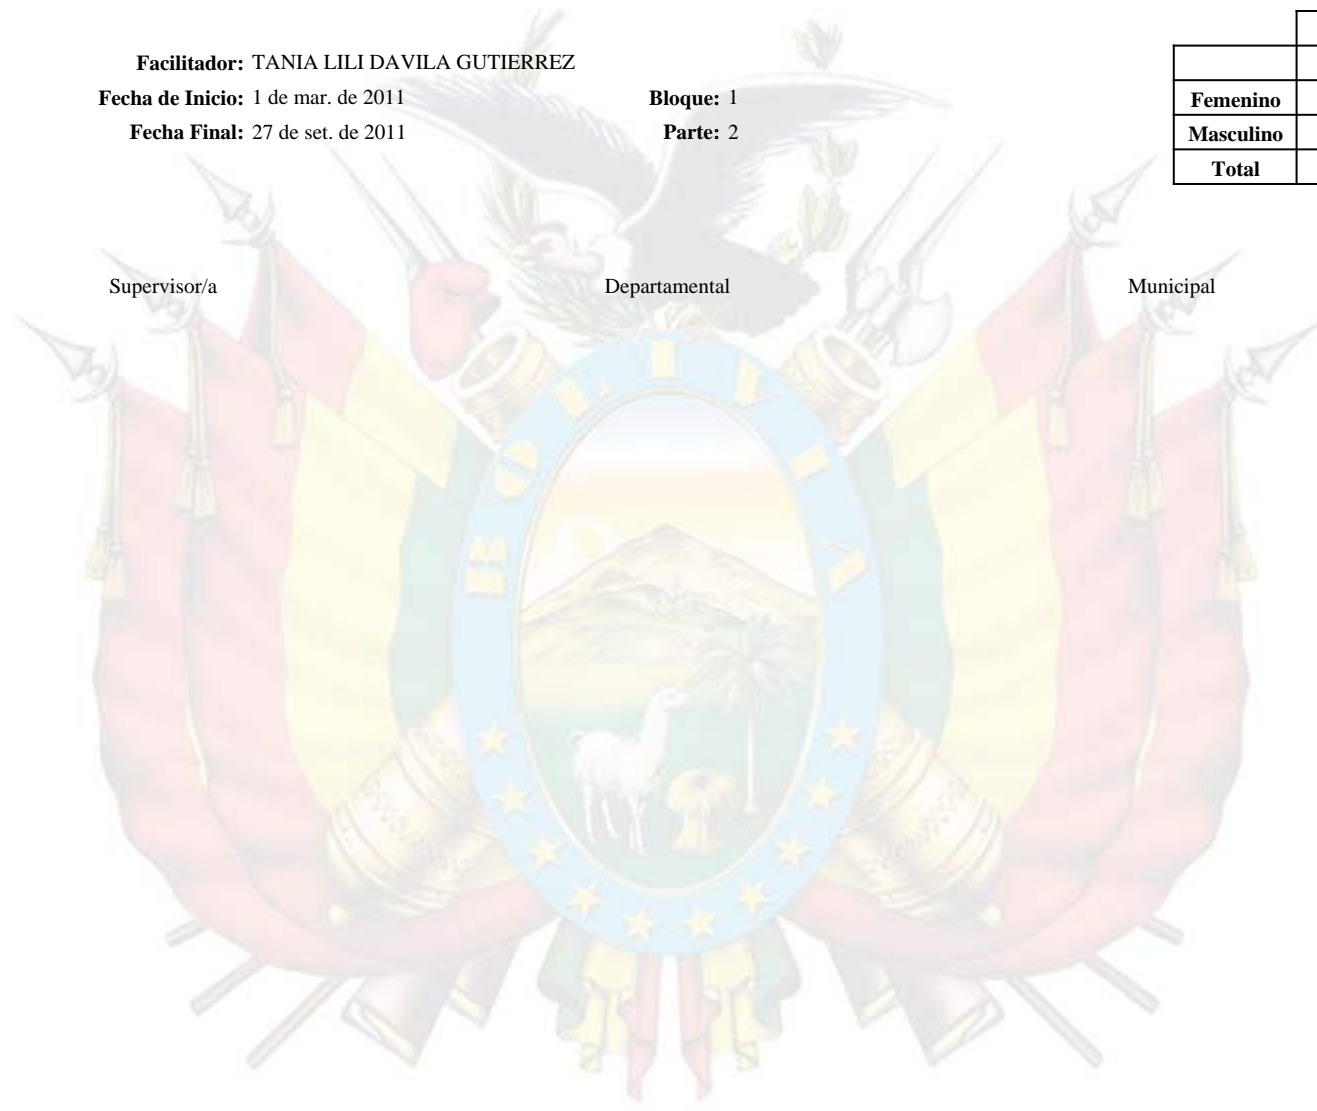 Facilitador: TANIA LILI DAVILA GUTIERREZ
Fecha de Inicio: 1 de mar. de 2011 Bloque: 1
Fecha Final: 27 de set. de 2011 Parte: 2
Femenino
Masculino
Total
Supervisor/a Departamental Municipal
BOLIVIA